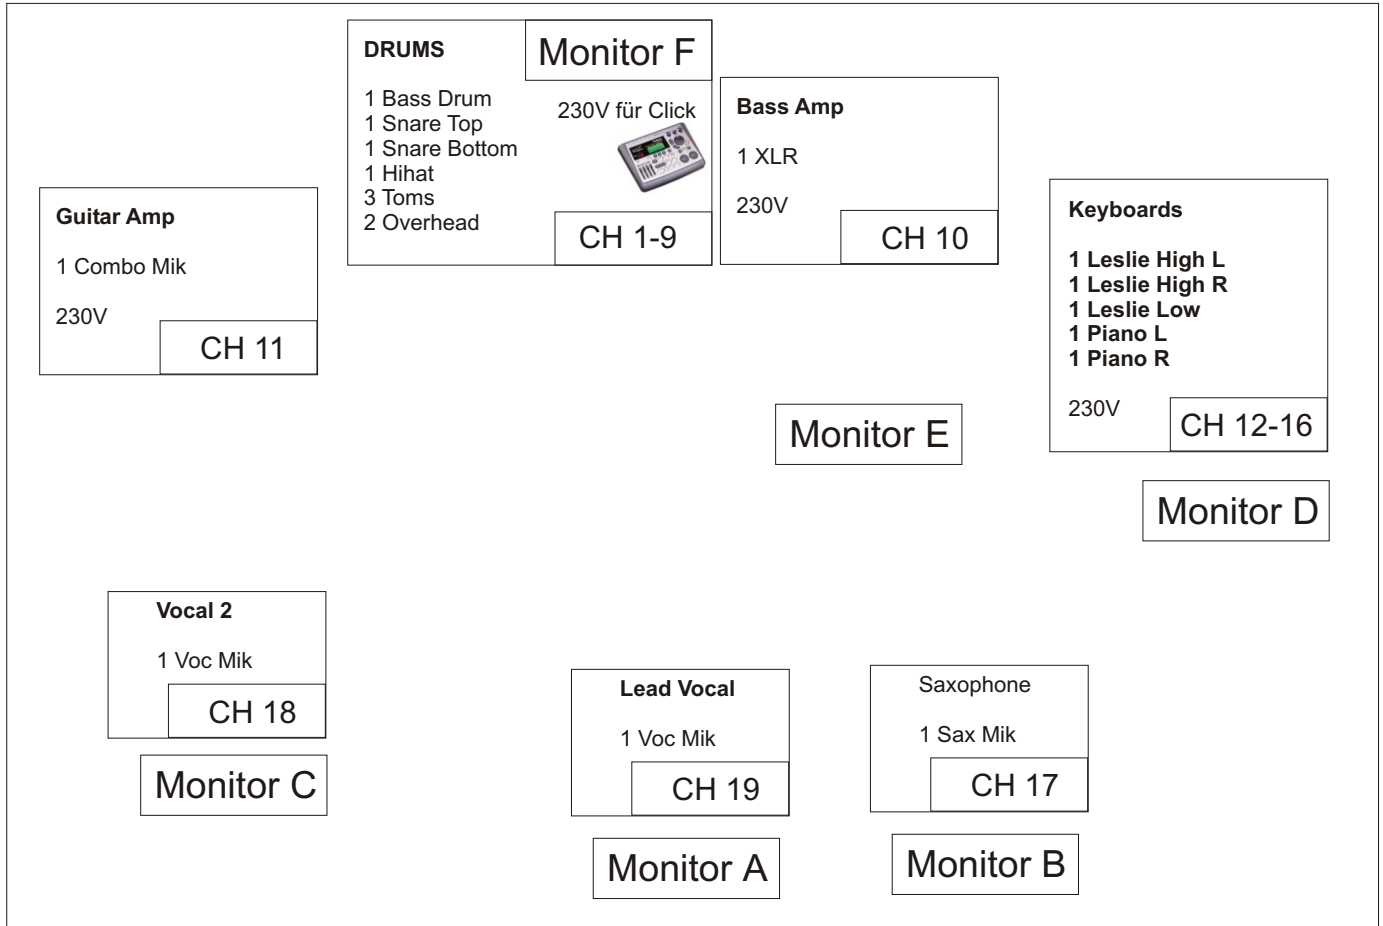 DRUMS
Monitor F
1 Bass Drum
1 Snare Top
1 Snare Bottom
1 Hihat
3 Toms
2 Overhead
230V für Click
CH 1-9
Bass Amp
1 XLR
230V
CH 10
Guitar Amp
1 Combo Mik
230V
CH 11
Keyboards
1 Leslie High L
1 Leslie High R
1 Leslie Low
1 Piano L
1 Piano R
230V
CH 12-16
Monitor E
Monitor D
Vocal 2
1 Voc Mik
CH 18
Monitor C
Lead Vocal
1 Voc Mik
CH 19
Monitor A
Saxophone
1 Sax Mik
CH 17
Monitor B